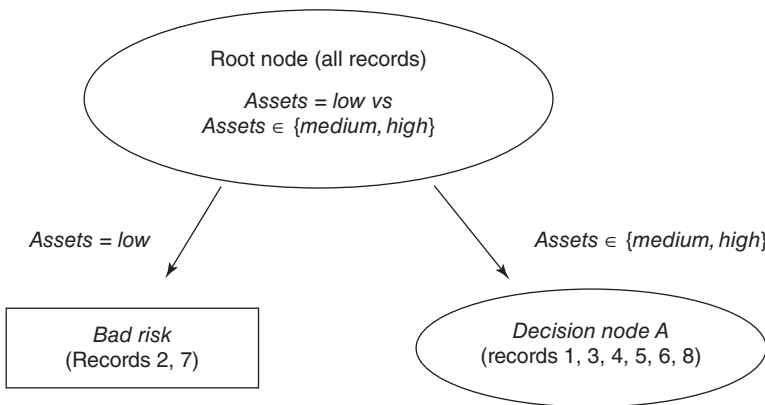 Root node (all records)
Assets = low vs
Assets ∈ {medium, high}
Assets = low
Assets ∈ {medium, high}
Bad risk
(Records 2, 7)
Decision node A
(records 1, 3, 4, 5, 6, 8)